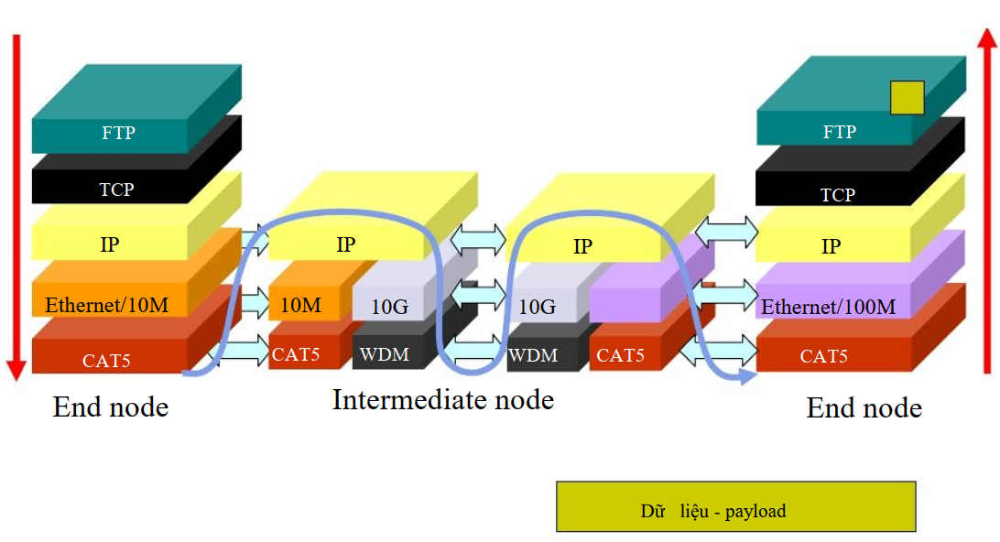 FTP
TCP
IP
Ethernet/10M
CAT5
End node
IP
10M
10G
CAT5
WDM
Intermediate node
IP
10G
WDM
CAT5
FTP
TCP
IP
Ethernet/100M
CAT5
End node
Dữ liệu - payload